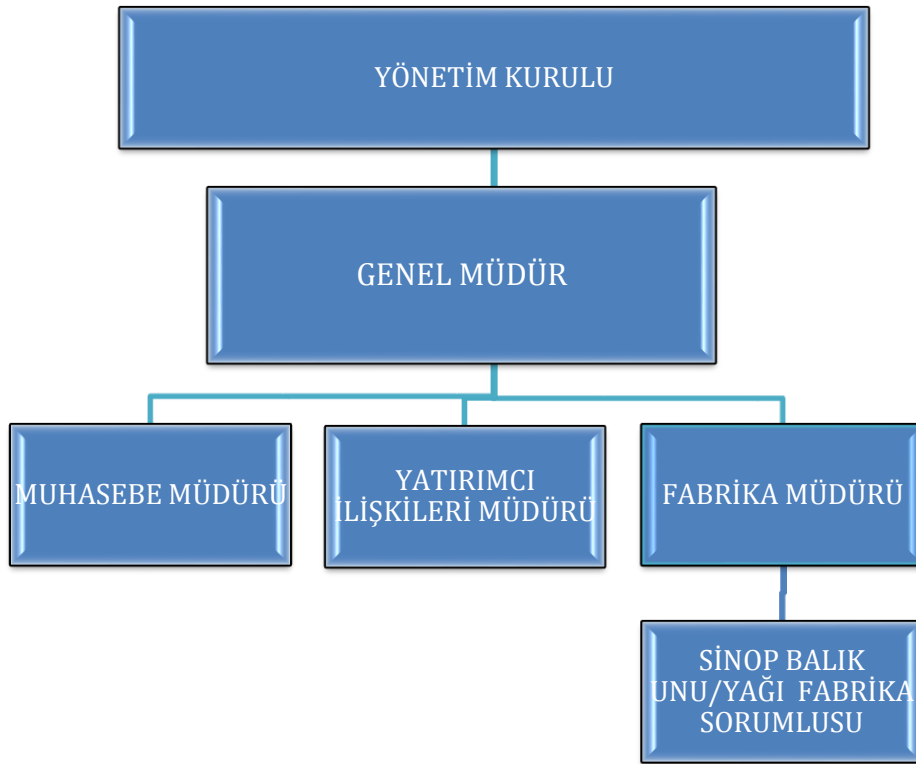 YÖNETİM KURULU
GENEL MÜDÜR
MUHASEBE MÜDÜRÜ
YATIRIMCI
İLİŞKİLERİ MÜDÜRÜ
FABRİKA MÜDÜRÜ
SİNOP BALIK
UNU/YAĞI FABRİKA
SORUMLUSU